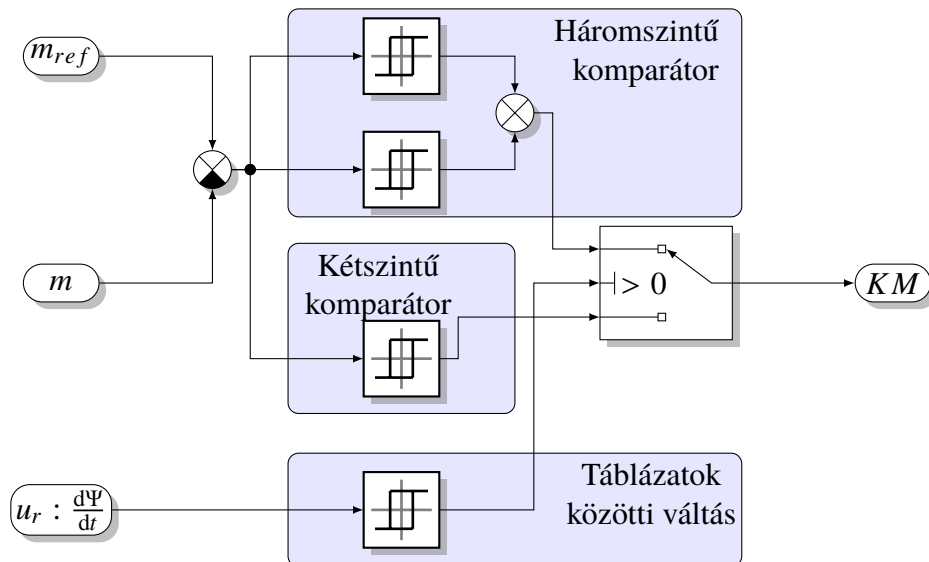 m_ref
Háromszintű
komparátor
m
Kétszintű
komparátor
> 0
KM
u_r : dΨ/dt
Táblázatok
közötti váltás